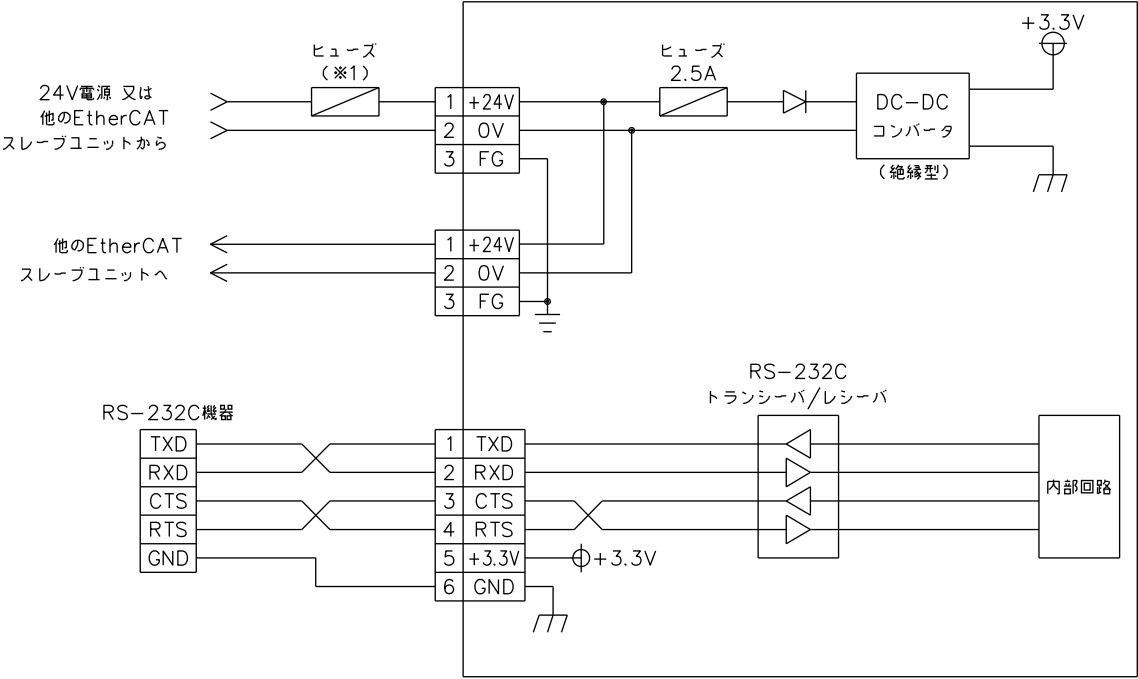 +3.3V
ヒューズ
(※1)
ヒューズ
2.5A
24V電源 又は
他のEtherCAT
スレーブユニットから
1 +24V
2 0V
3 FG
DC-DC
コンバータ
(絶縁型)
他のEtherCAT
スレーブユニットへ
1 +24V
2 0V
3 FG
RS-232C
トランシーバ/レシーバ
RS-232C機器
TXD
RXD
CTS
RTS
GND
1 TXD
2 RXD
3 CTS
4 RTS
5 +3.3V
6 GND
+3.3V
内部回路